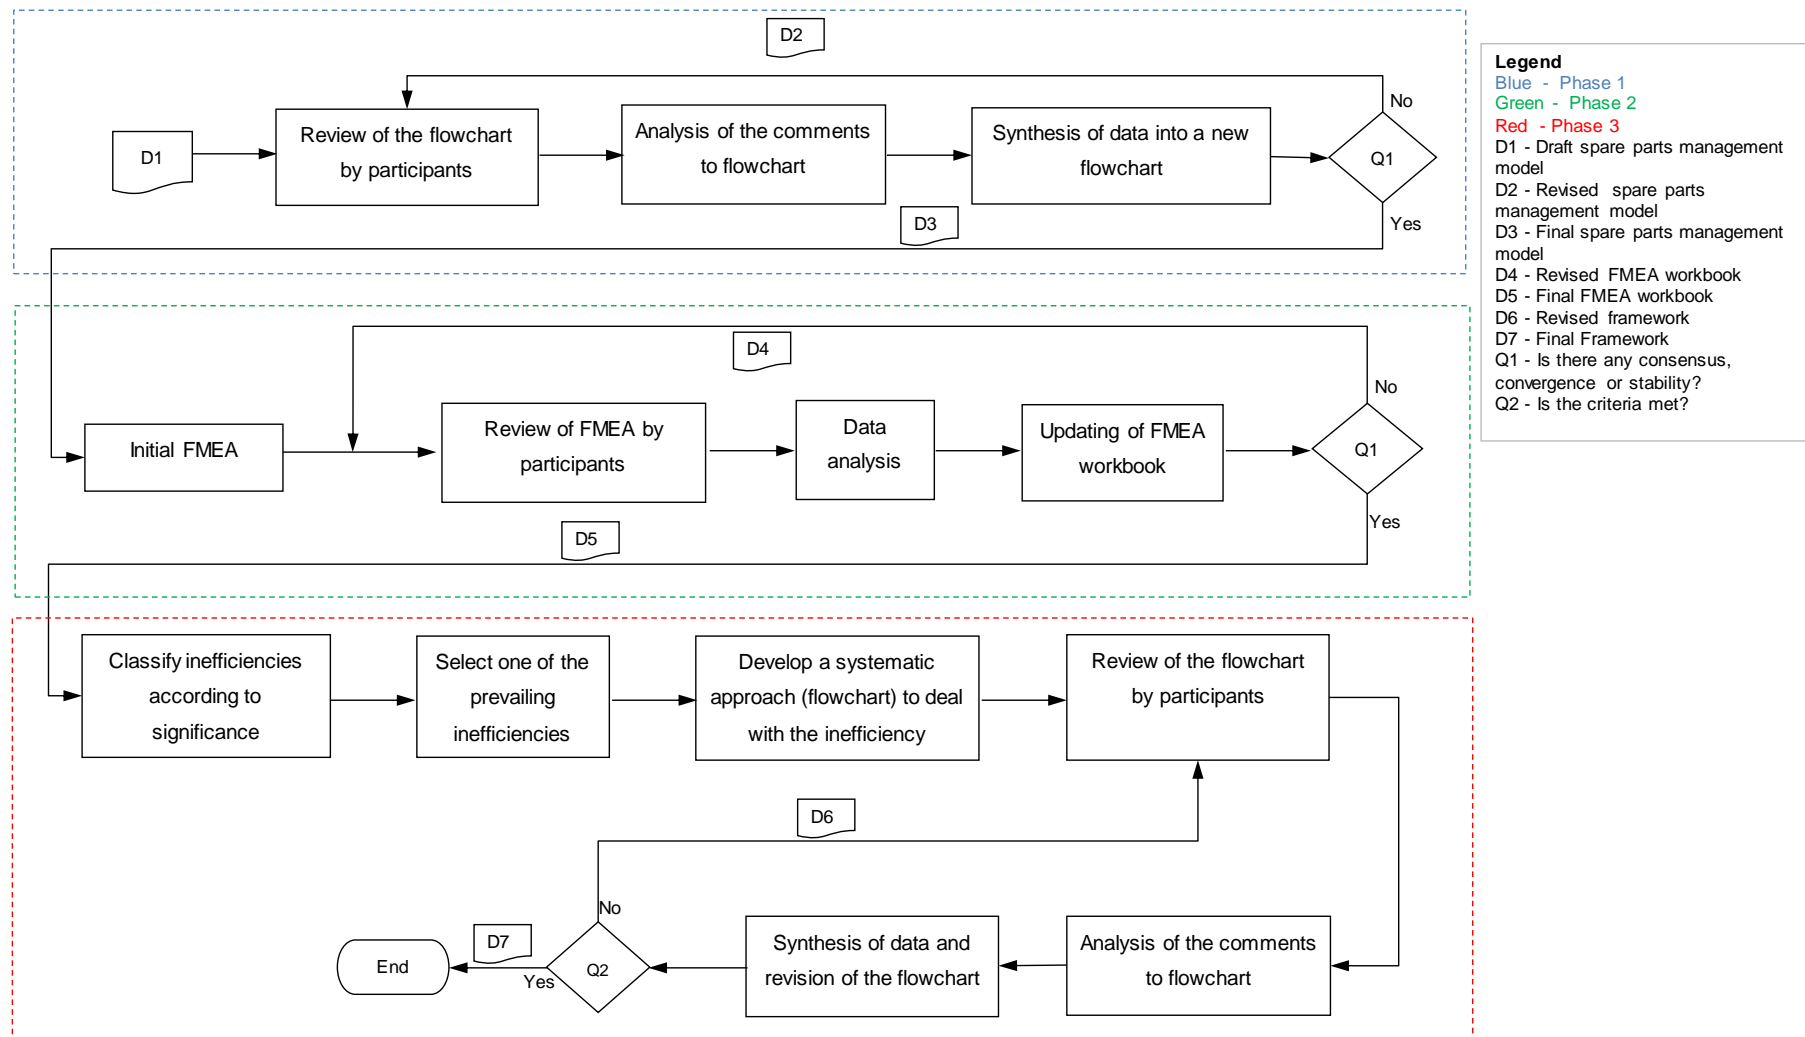 D2
No
D1
Review of the flowchart
by participants
Analysis of the comments
to flowchart
Synthesis of data into a new
flowchart
Q1
D3
Yes
D4
No
Initial FMEA
Review of FMEA by
participants
Data
analysis
Updating of FMEA
workbook
Q1
Yes
D5
Classify inefficiencies
according to
significance
Select one of the
prevailing
inefficiencies
Develop a systematic
approach (flowchart) to deal
with the inefficiency
Review of the flowchart
by participants
D6
No
D7
End
Yes
Q2
Synthesis of data and
revision of the flowchart
Analysis of the comments
to flowchart
Legend
Blue - Phase 1
Green - Phase 2
Red - Phase 3
D1 - Draft spare parts management
model
D2 - Revised spare parts
management model
D3 - Final spare parts management
model
D4 - Revised FMEA workbook
D5 - Final FMEA workbook
D6 - Revised framework
D7 - Final Framework
Q1 - Is there any consensus,
convergence or stability?
Q2 - Is the criteria met?